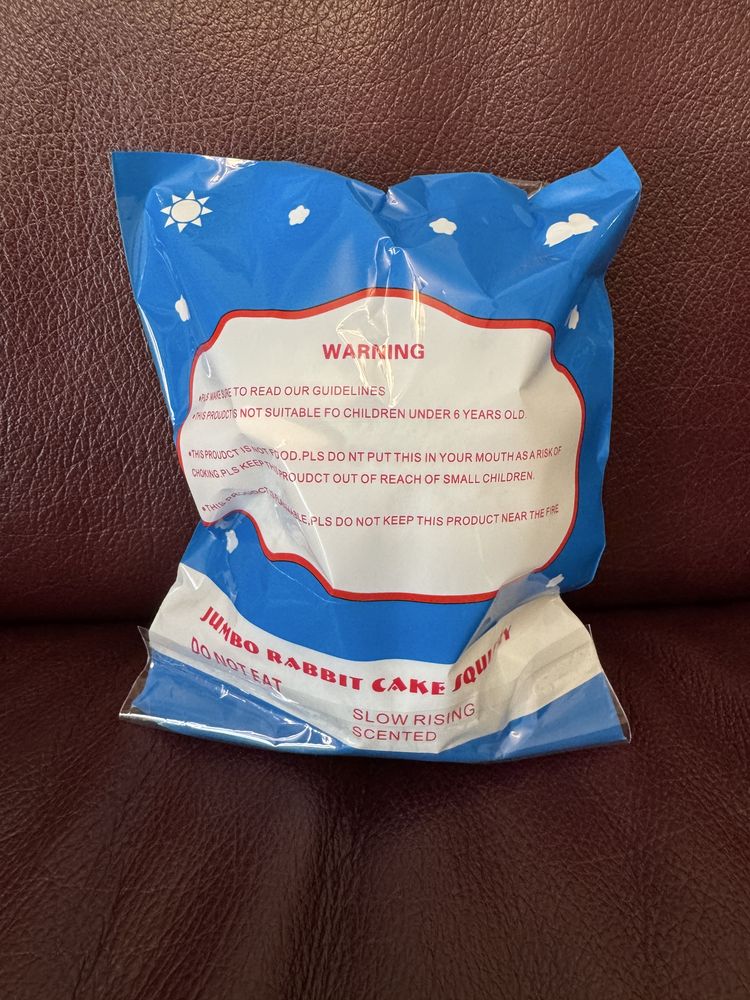 WARNING
•PLS MAKE SURE TO READ OUR GUIDELINES
•THIS PROUDCT IS NOT SUITABLE FO CHILDREN UNDER 6 YEARS OLD.
•THIS PROUDCT IS NOT FOOD.PLS DO NT PUT THIS IN YOUR MOUTH AS A RISK OF
CHOKING.PLS KEEP THIS PROUDCT OUT OF REACH OF SMALL CHILDREN.
•THIS PLS DO NOT KEEP THIS PRODUCT NEAR THE FIRE
JUMBO RABBIT CAKE SQUISHY
DO NOT EAT
SLOW RISING
SCENTED